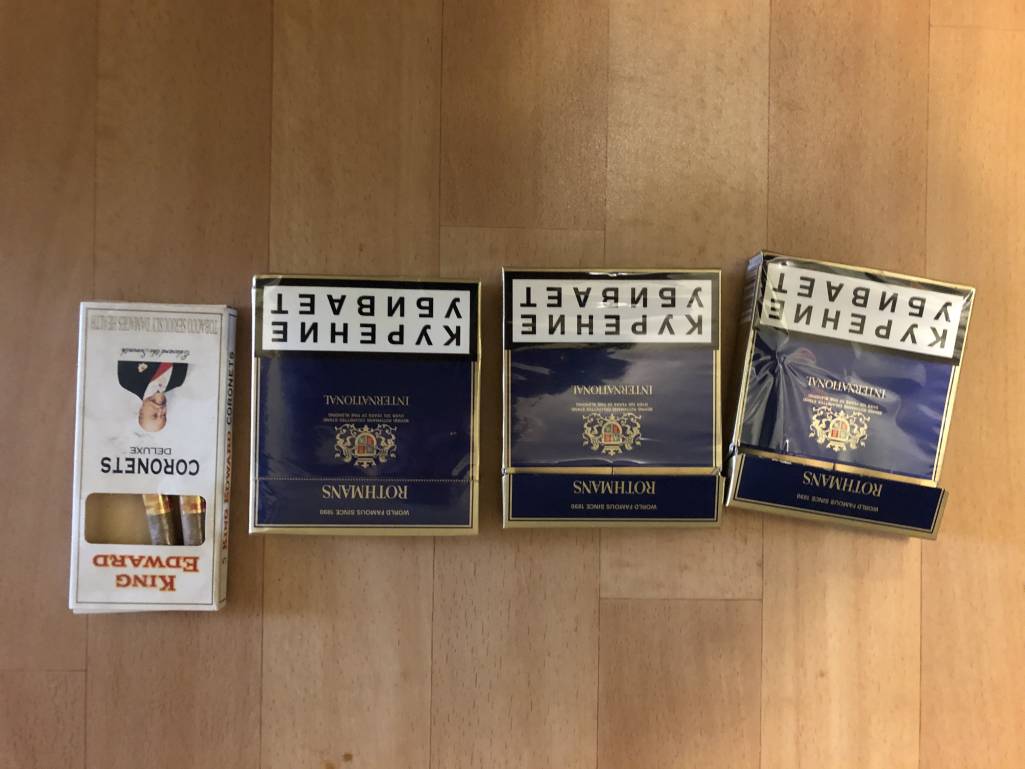 KING
EDWARD
CORONETS
DELUXE
TOBACCO SERIOUSLY DAMAGES HEALTH
5 KING EDWARD CORONETS
WORLD FAMOUS SINCE 1890
ROTHMANS
INTERNATIONAL
КУРЕНИЕ
УБИВАЕТ
WORLD FAMOUS SINCE 1890
ROTHMANS
INTERNATIONAL
КУРЕНИЕ
УБИВАЕТ
WORLD FAMOUS SINCE 1890
ROTHMANS
INTERNATIONAL
КУРЕНИЕ
УБИВАЕТ